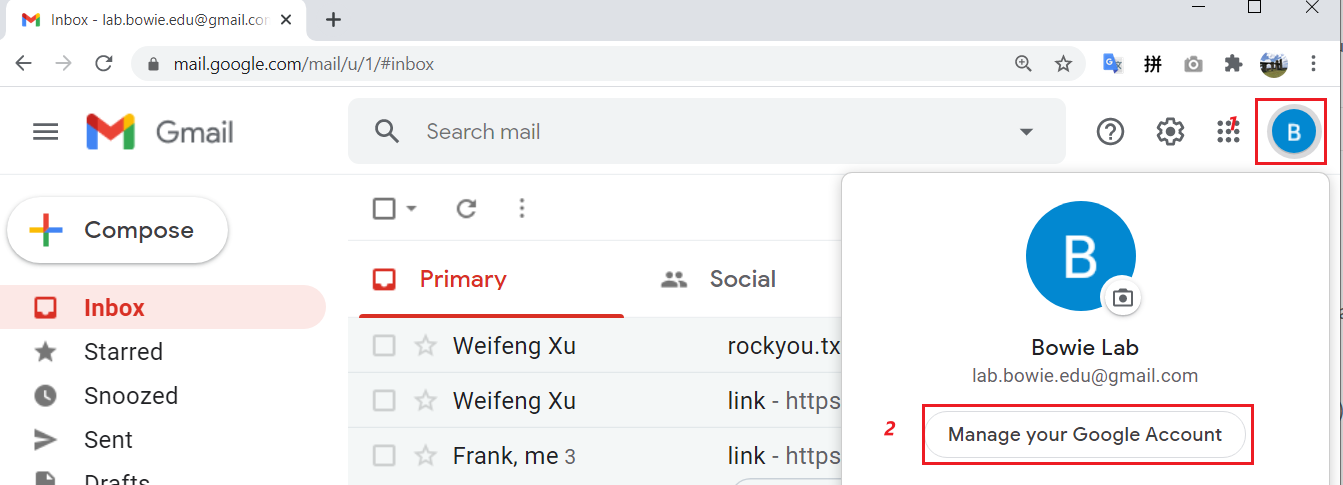 Inbox - lab.bowie.edu@gmail.co
mail.google.com/mail/u/1/#inbox
拼
Gmail
Search mail
1
B
Compose
B
Primary
Social
Inbox
Bowie Lab
Weifeng Xu rockyou.tx
Starred
lab.bowie.edu@gmail.com
Snoozed
Weifeng Xu link - https
2
Manage your Google Account
Sent
Frank, me 3 link - https
Drafts